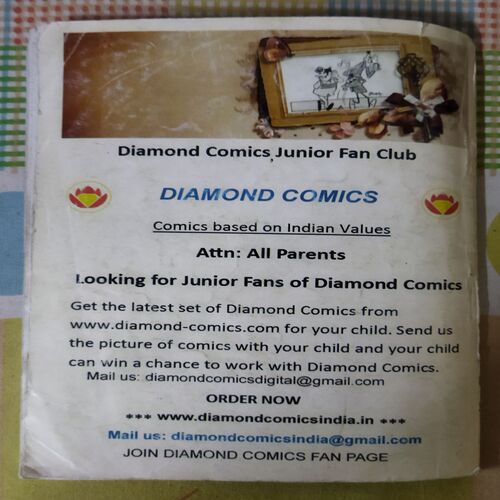 Diamond Comics Junior Fan Club
DIAMOND COMICS
Comics based on Indian Values
Attn: All Parents
Looking for Junior Fans of Diamond Comics
Get the latest set of Diamond Comics from
www.diamond-comics.com for your child. Send us
the picture of comics with your child and your child
can win a chance to work with Diamond Comics.
Mail us: diamondcomicsdigital@gmail.com
ORDER NOW
*** www.diamondcomicsindia.in ***
Mail us: diamondcomicsindia@gmail.com
JOIN DIAMOND COMICS FAN PAGE